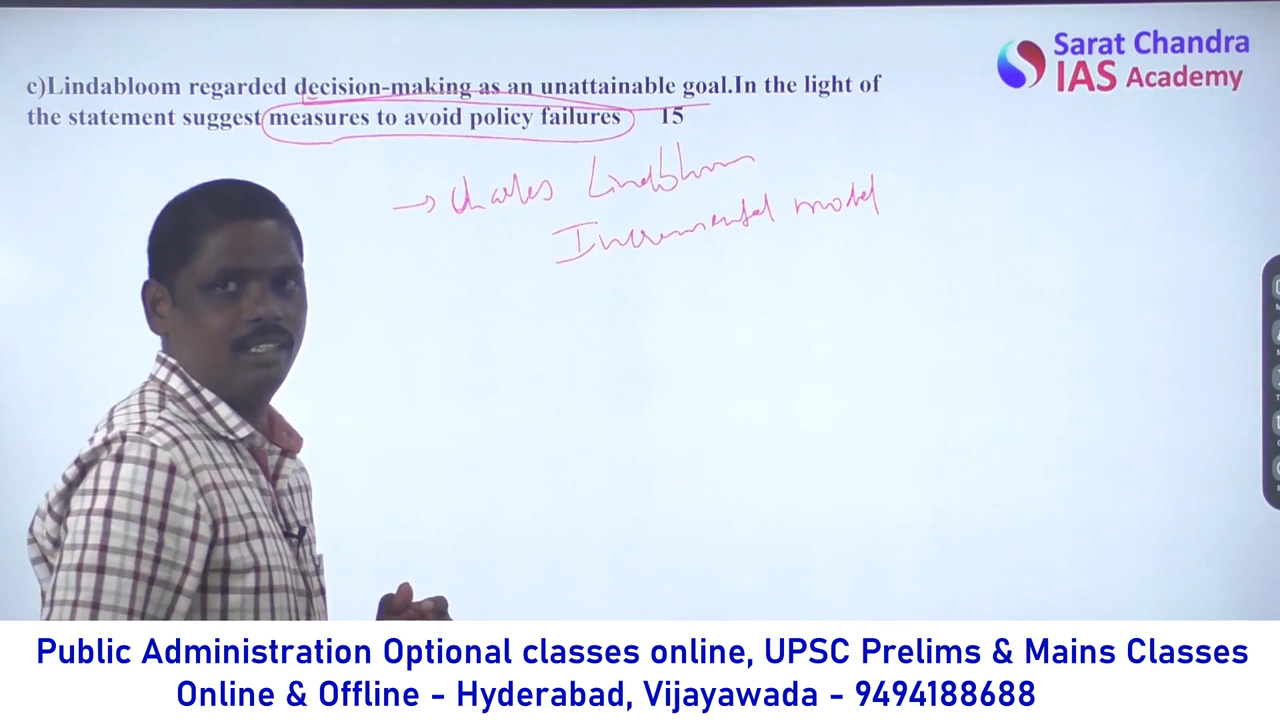 Sarat Chandra
IAS Academy
c)Lindabloom regarded decision-making as an unattainable goal.In the light of
the statement suggest measures to avoid policy failures 15
→ Charles Lindbloom
Incremental model
Public Administration Optional classes online, UPSC Prelims & Mains Classes
Online & Offline - Hyderabad, Vijayawada - 9494188688